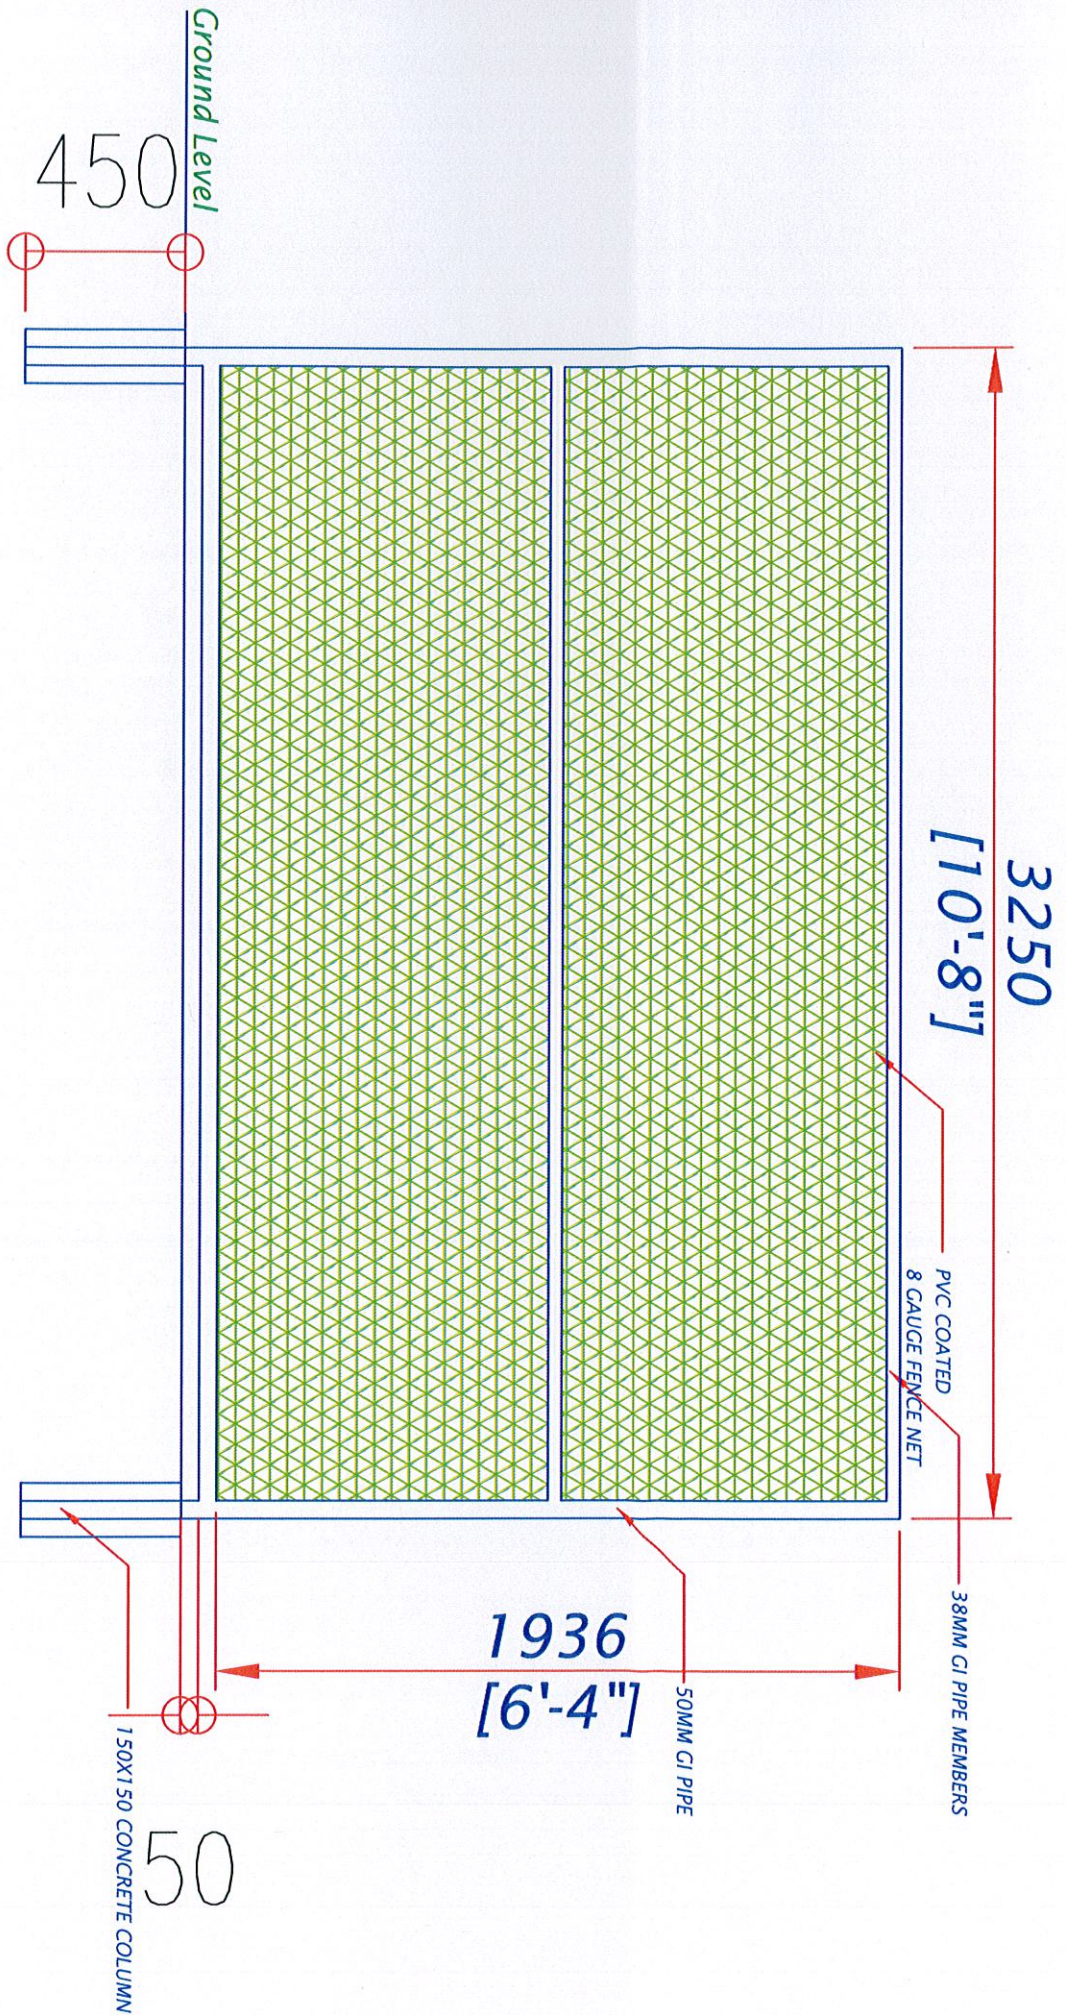 3250
[10'-8"]
PVC COATED
8 GAUGE FENCE NET
38MM GI PIPE MEMBERS
1936
[6'-4"]
50MM GI PIPE
Ground Level
450
50
150X150 CONCRETE COLUMN